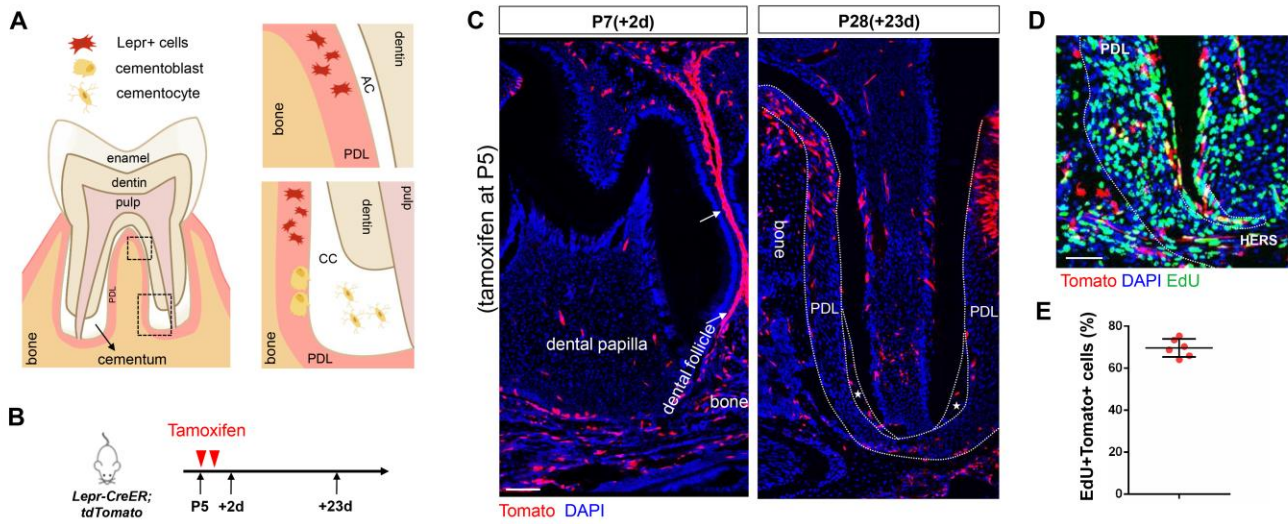 A
Lepr+ cells
cementoblast
cementocyte
enamel
dentin
pulp
bone
PDL
bone
cementum
bone
AC
dentin
PDL
CC
dentin
pulp
PDL
B
Tamoxifen
Lepr-CreER;
tdTomato
P5
+2d
+23d
C
P7(+2d)
P28(+23d)
(tamoxifen at P5)
dental papilla
dental follicle
bone
bone
PDL
PDL
Tomato DAPI
D
PDL
HERS
Tomato DAPI EdU
E
EdU+Tomato+ cells (%)
80
60
40
20
0